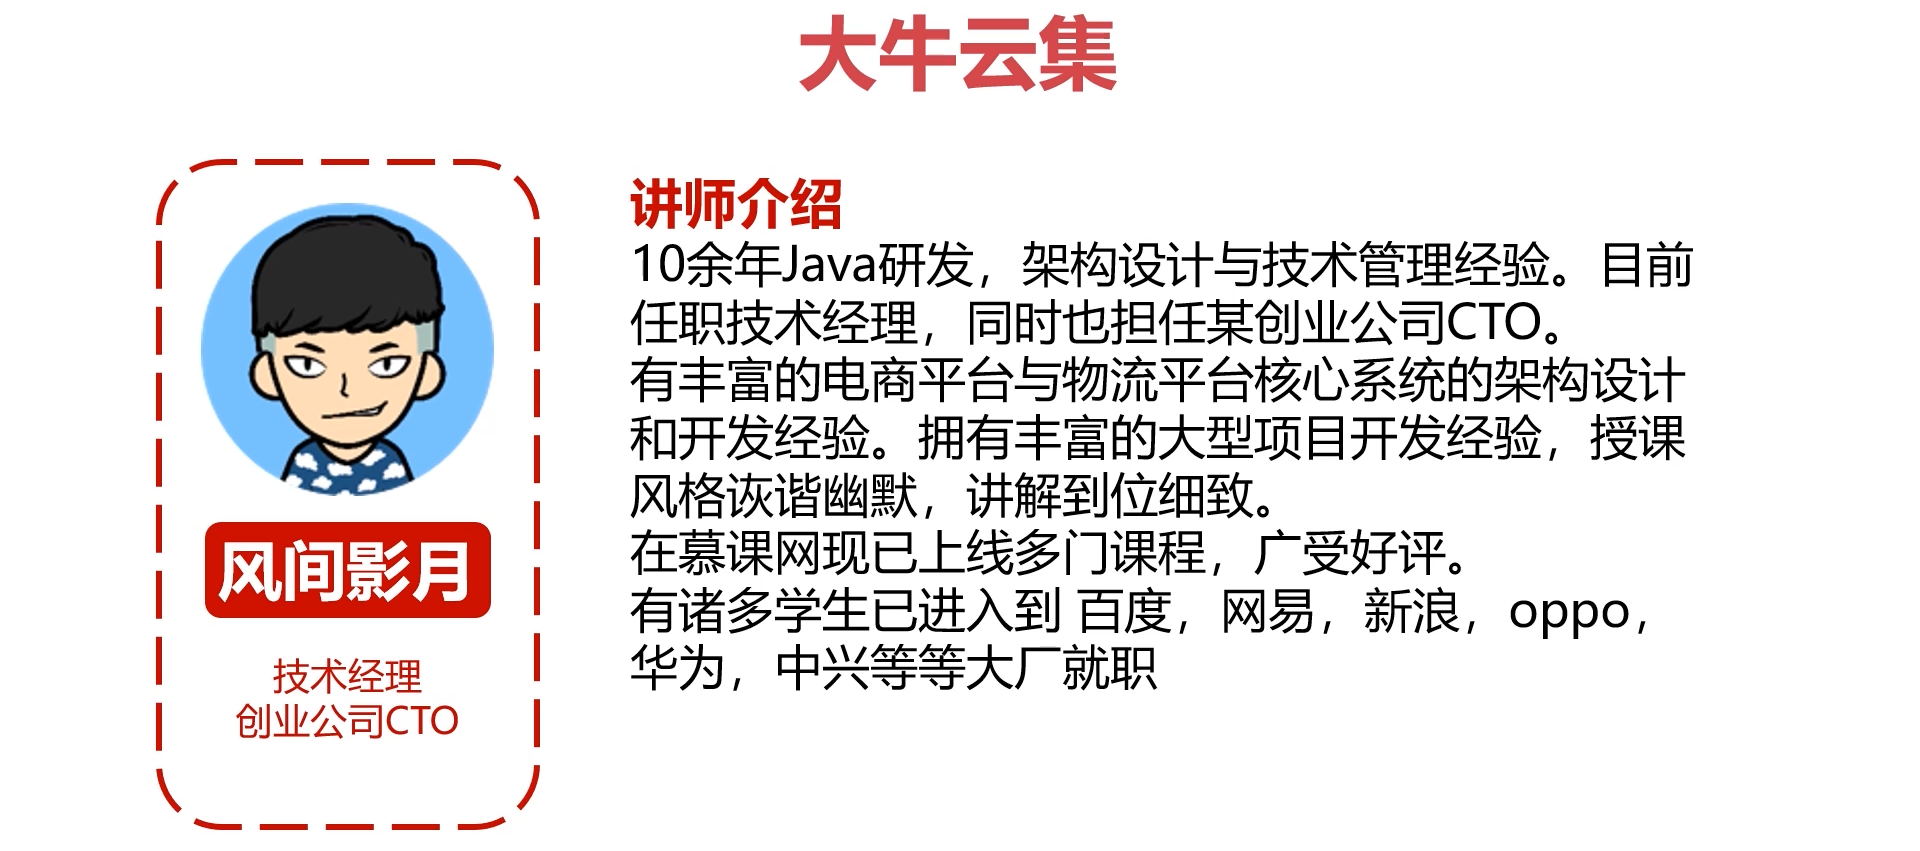 大牛云集
风间影月
技术经理
创业公司CTO
讲师介绍
10余年Java研发，架构设计与技术管理经验。目前
任职技术经理，同时也担任某创业公司CTO。
有丰富的电商平台与物流平台核心系统的架构设计
和开发经验。拥有丰富的大型项目开发经验，授课
风格诙谐幽默，讲解到位细致。
在慕课网现已上线多门课程，广受好评。
有诸多学生已进入到 百度，网易，新浪，oppo，
华为，中兴等等大厂就职